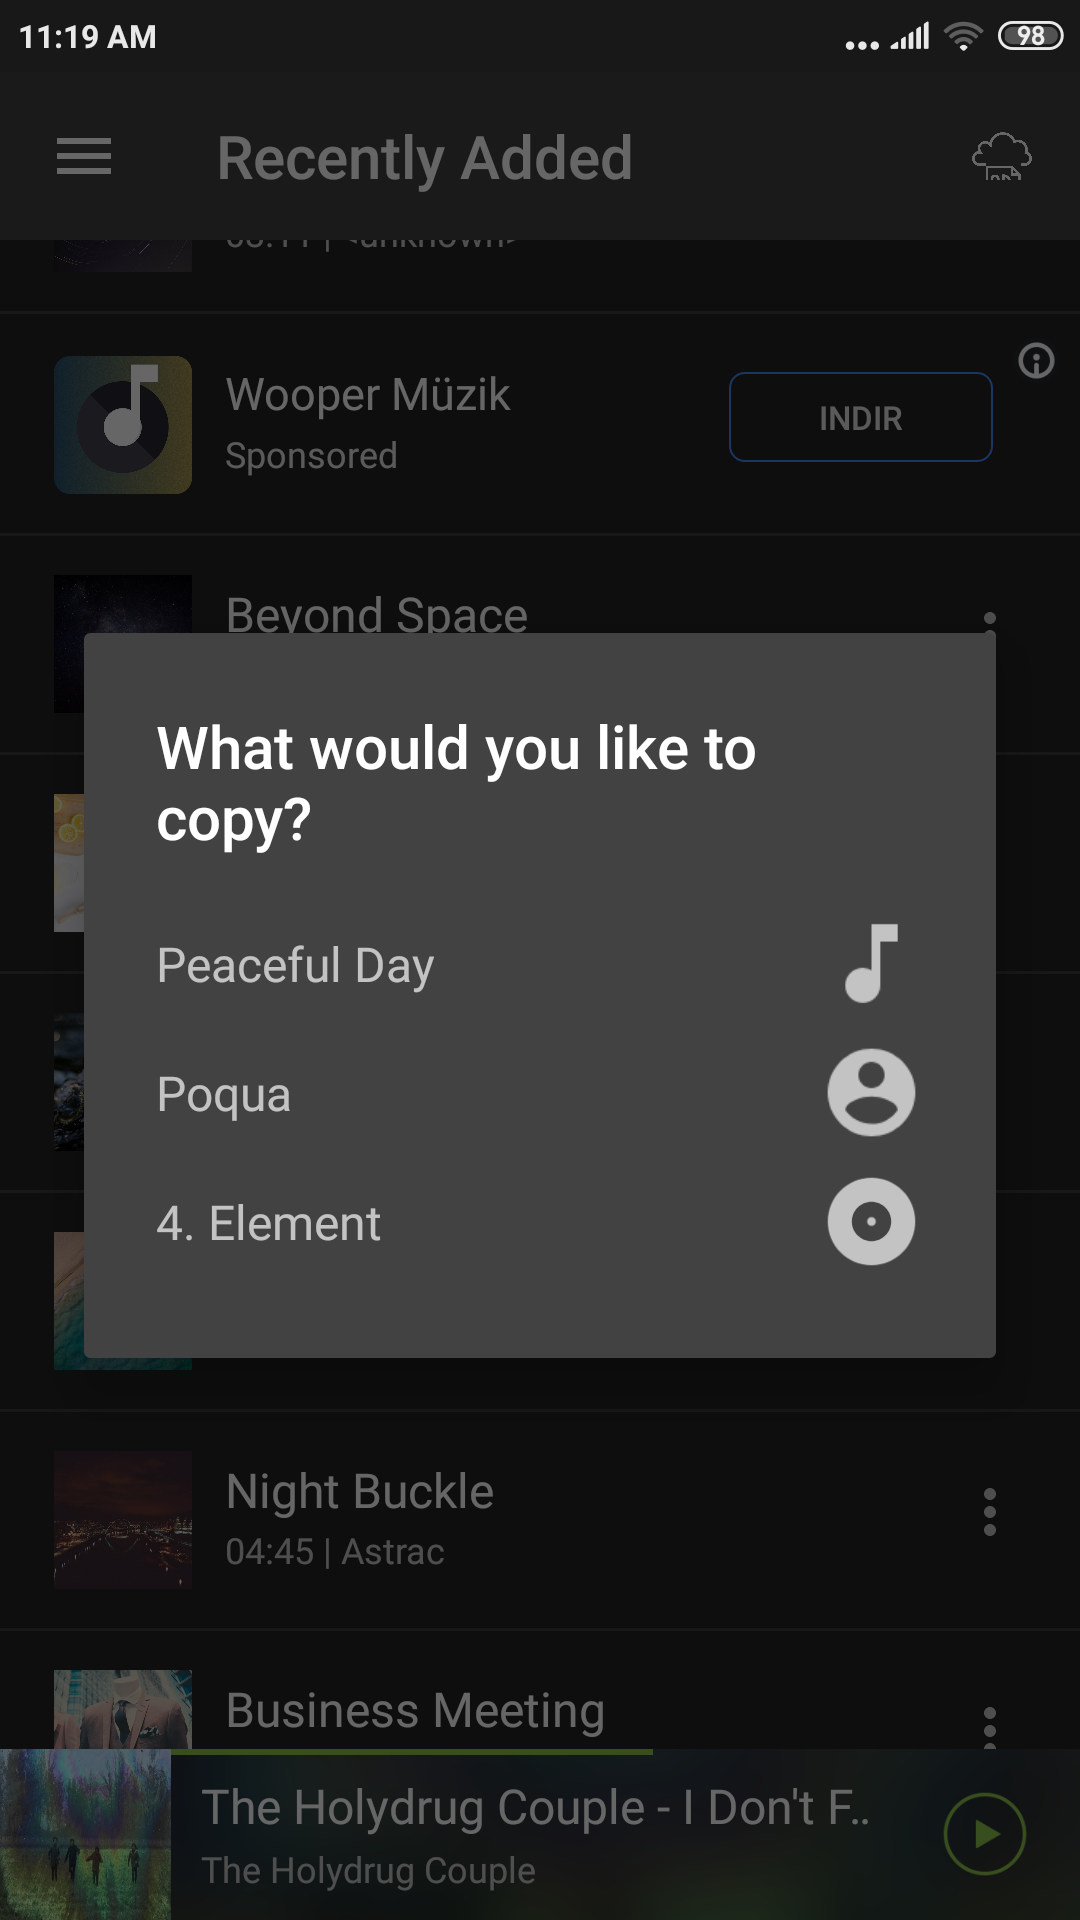 11:19 AM
98
Recently Added
03:11 | <unknown>
Wooper Müzik
INDIR
Sponsored
Beyond Space
What would you like to
copy?
Peaceful Day
Poqua
4. Element
Night Buckle
04:45 | Astrac
Business Meeting
The Holydrug Couple - I Don't F..
The Holydrug Couple